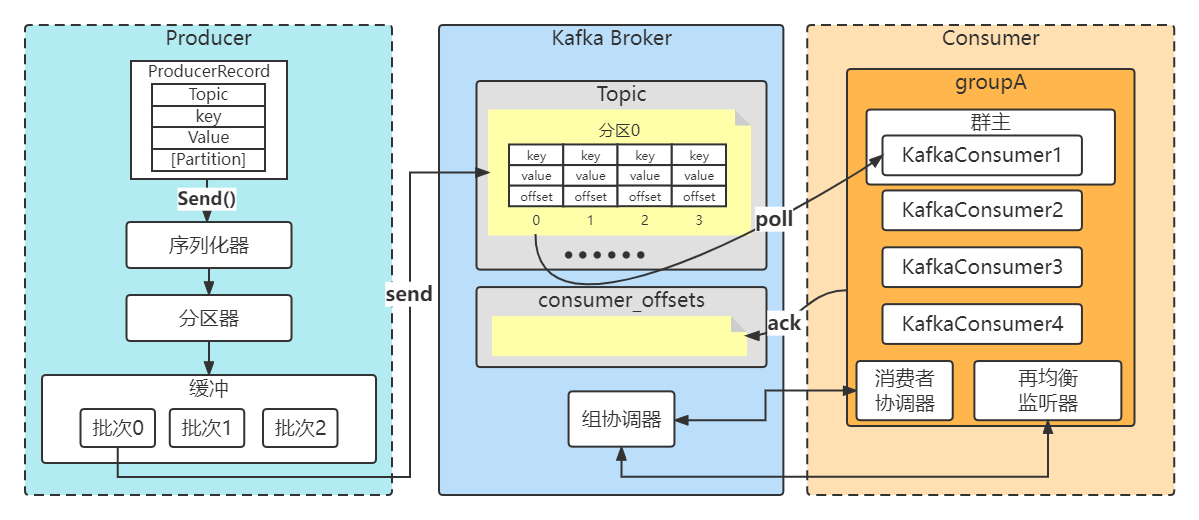 Producer
ProducerRecord
Topic
key
Value
[Partition]
Send()
序列化器
分区器
缓冲
批次0
批次1
批次2
send
Kafka Broker
Topic
分区0
key key key key
value value value value
offset offset offset offset
0 1 2 3
poll
consumer_offsets
ack
组协调器
Consumer
groupA
群主
KafkaConsumer1
KafkaConsumer2
KafkaConsumer3
KafkaConsumer4
消费者
协调器
再均衡
监听器